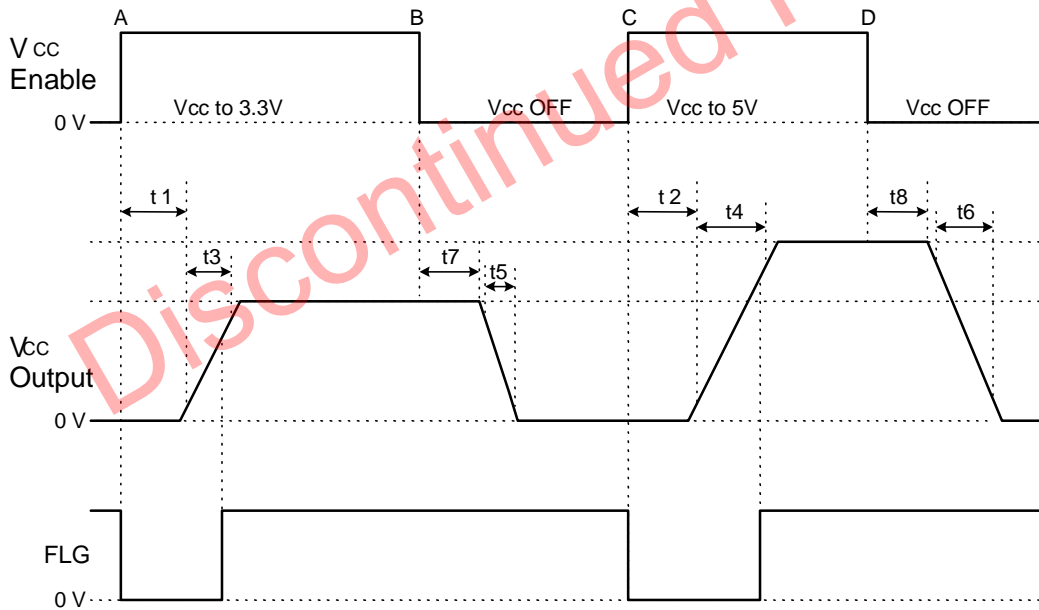 A B C D
V CC
Enable
Vcc to 3.3V Vcc OFF Vcc to 5V Vcc OFF
0 V
t 1 t 2 t8
t4 t6
t3 t7 t5
VCC
Output
0 V
FLG
0 V
Discontinued